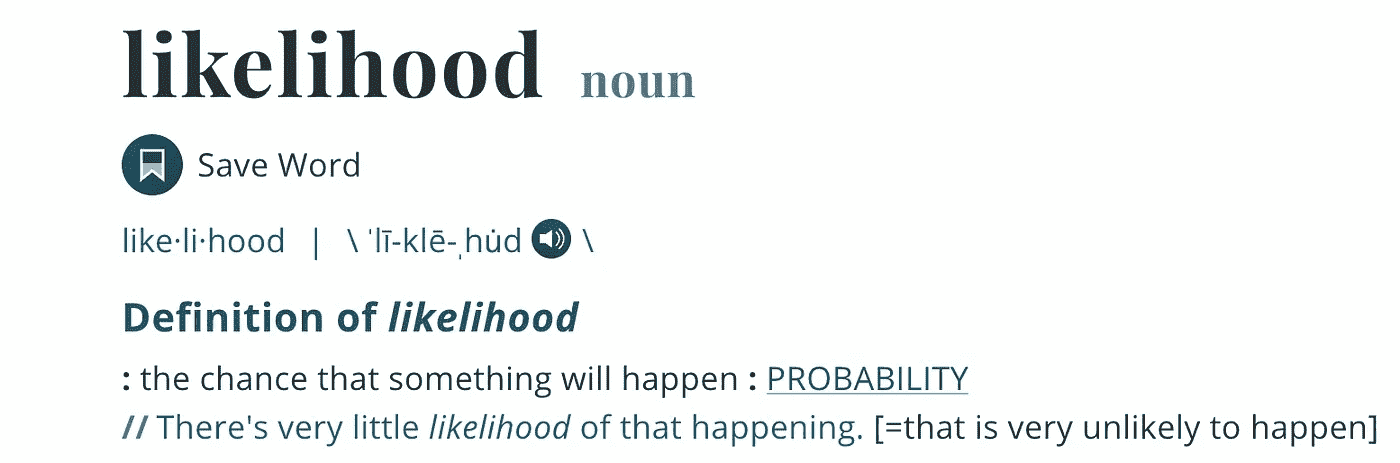 likelihood noun
Save Word
like·li·hood | \ ˈlī-klē-ˌhu̇d \
Definition of likelihood
: the chance that something will happen : PROBABILITY
// There's very little likelihood of that happening. [=that is very unlikely to happen]